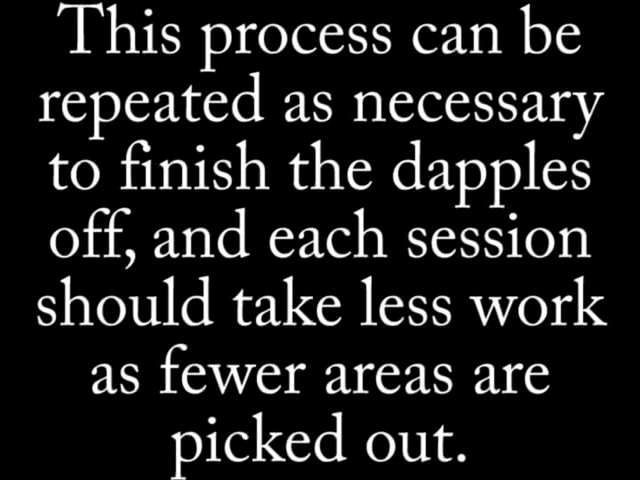 This process can be
repeated as necessary
to finish the dapples
off, and each session
should take less work
as fewer areas are
picked out.